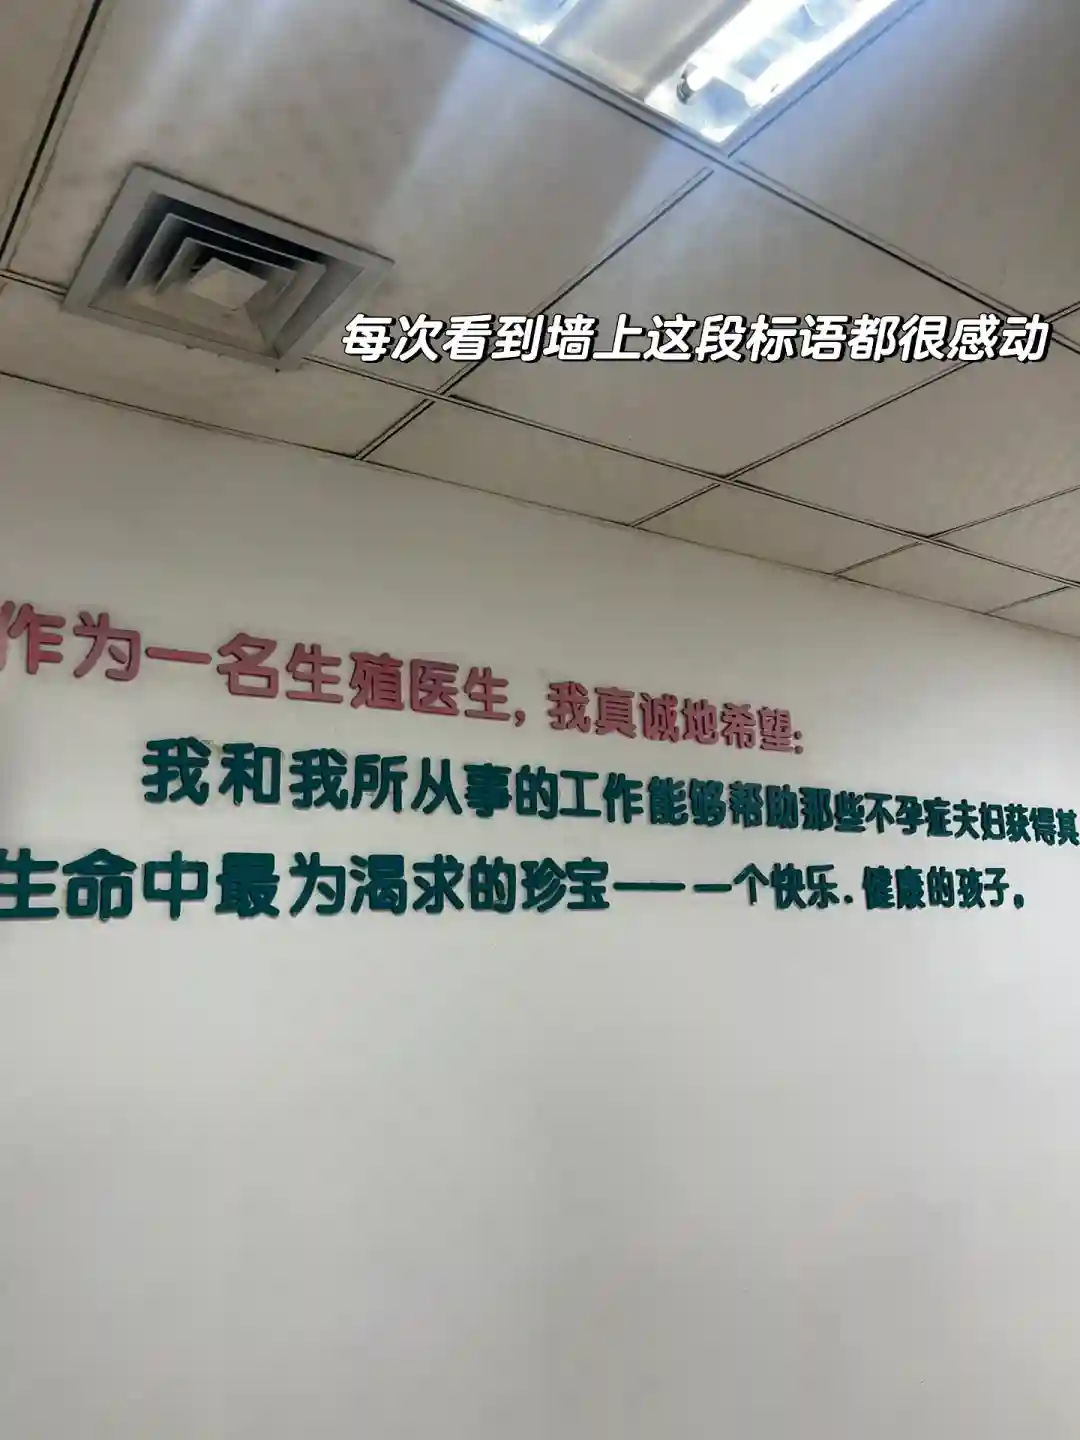 每次看到墙上这段标语都很感动
作为一名生殖医生,我真诚地希望:
我和我所从事的工作能够帮助那些不孕症夫妇获得其
生命中最为渴求的珍宝——一个快乐.健康的孩子。